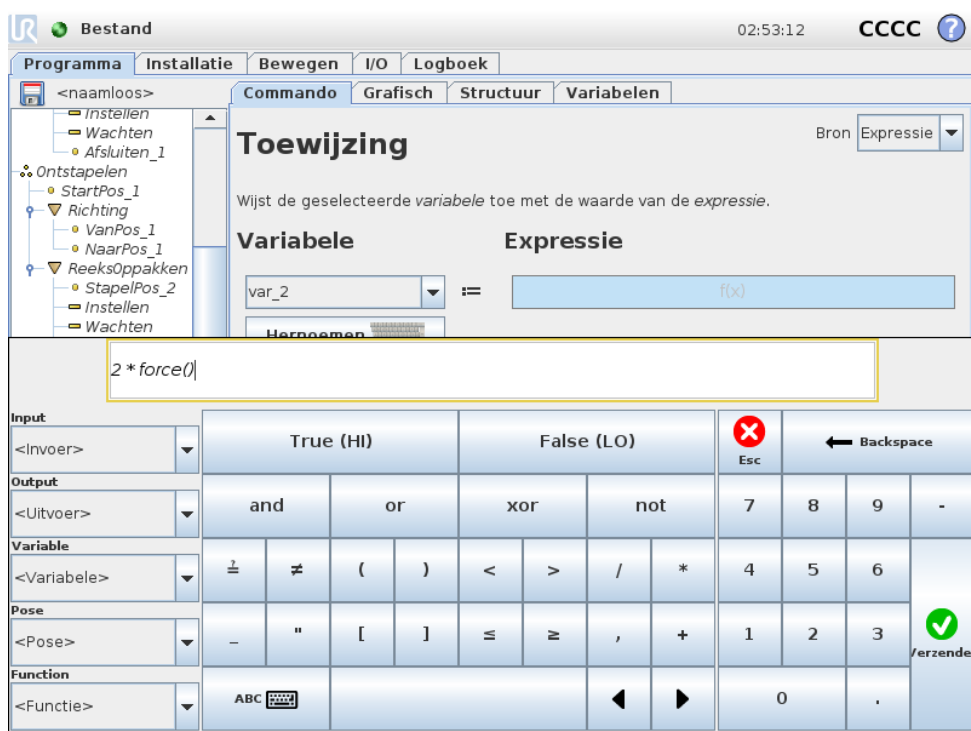 UR Bestand 02:53:12 CCCC ?
Programma Installatie Bewegen I/O Logboek
<naamloos> Commando Grafisch Structuur Variabelen
Instellen
Wachten
Afsluiten_1
Ontstapelen
StartPos_1
Richting
VanPos_1
NaarPos_1
ReeksOppakken
StapelPos_2
Instellen
Wachten
Toewijzing
Bron Expressie
Wijst de geselecteerde variabele toe met de waarde van de expressie.
Variabele Expressie
var_2 := f(x)
Hernoemen
2 * force()
Input
<Invoer>
Output
<Uitvoer>
Variable
<Variabele>
Pose
<Pose>
Function
<Functie>
True (HI) False (LO) Esc Backspace
and or xor not 7 8 9 -
≟ ≠ ( ) < > / * 4 5 6
_ " [ ] ≤ ≥ , + 1 2 3
Verzende
ABC 0 .